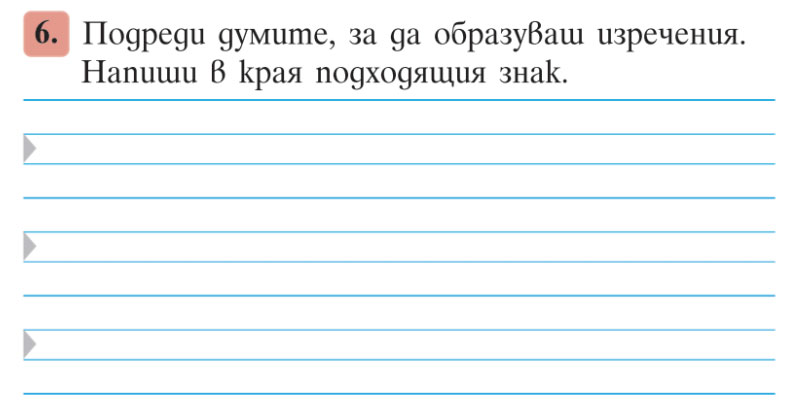 6. Подреди думите, за да образуваш изречения.
Напиши в края подходящия знак.